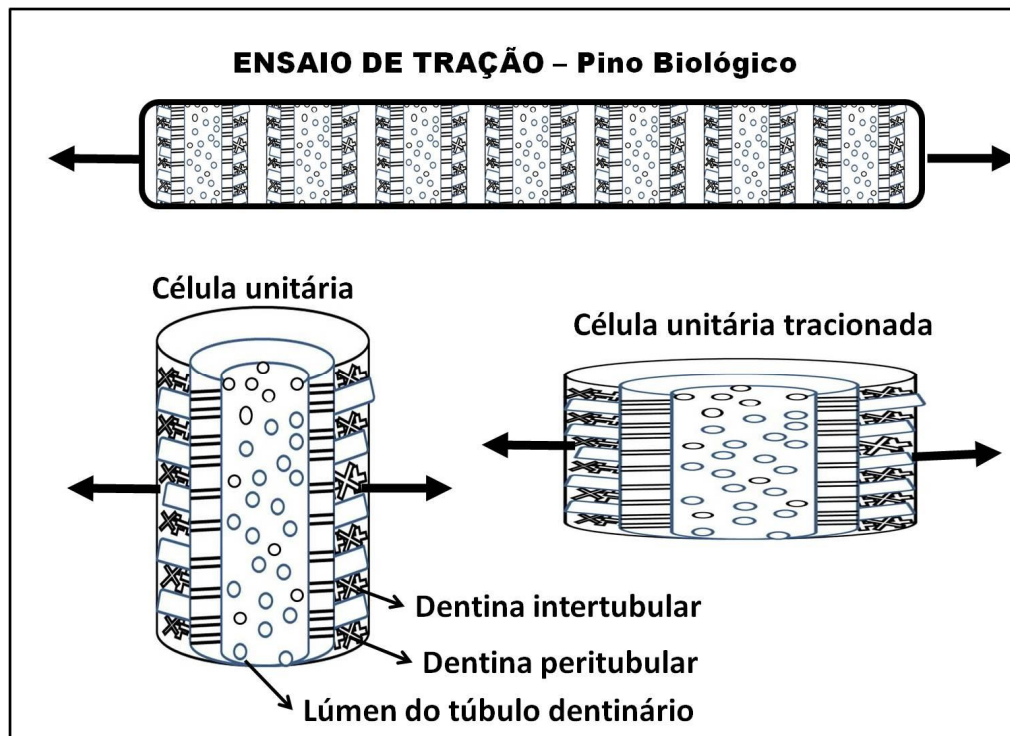 ENSAIO DE TRAÇÃO – Pino Biológico
Célula unitária
Célula unitária tracionada
Dentina intertubular
Dentina peritubular
Lúmen do túbulo dentinário